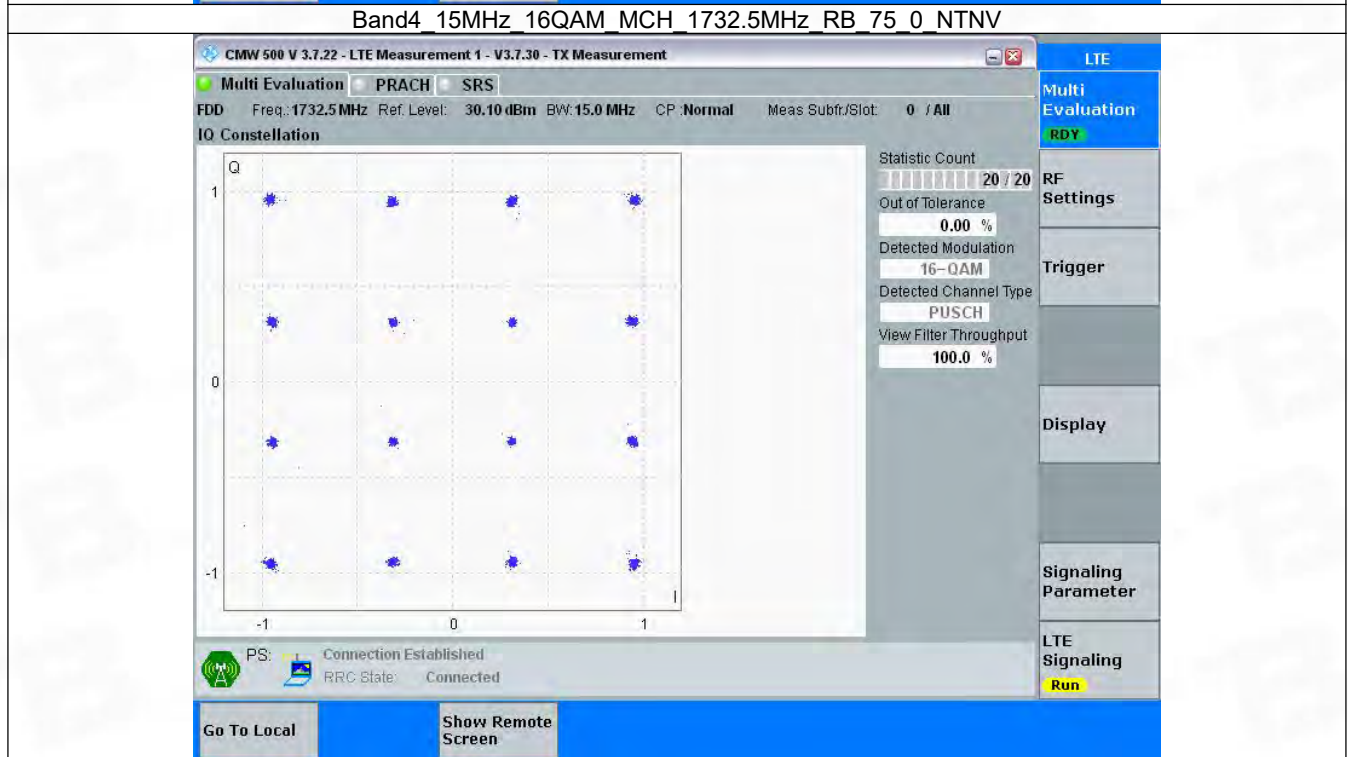 Band4_15MHz_16QAM_MCH_1732.5MHz_RB_75_0_NTNV
CMW 500 V 3.7.22 - LTE Measurement 1 - V3.7.30 - TX Measurement
LTE
Multi Evaluation PRACH SRS
FDD Freq.: 1732.5 MHz Ref. Level: 30.10 dBm BW: 15.0 MHz CP :Normal Meas Subfr./Slot: 0 / All
IQ Constellation
Multi
Evaluation
RDY
Q
1
0
-1
I
-1 0 1
Statistic Count
20 / 20
Out of Tolerance
0.00 %
Detected Modulation
16-QAM
Detected Channel Type
PUSCH
View Filter Throughput
100.0 %
RF
Settings
Trigger
Display
Signaling
Parameter
LTE
Signaling
Run
PS: Connection Established
RRC State: Connected
Go To Local
Show Remote
Screen